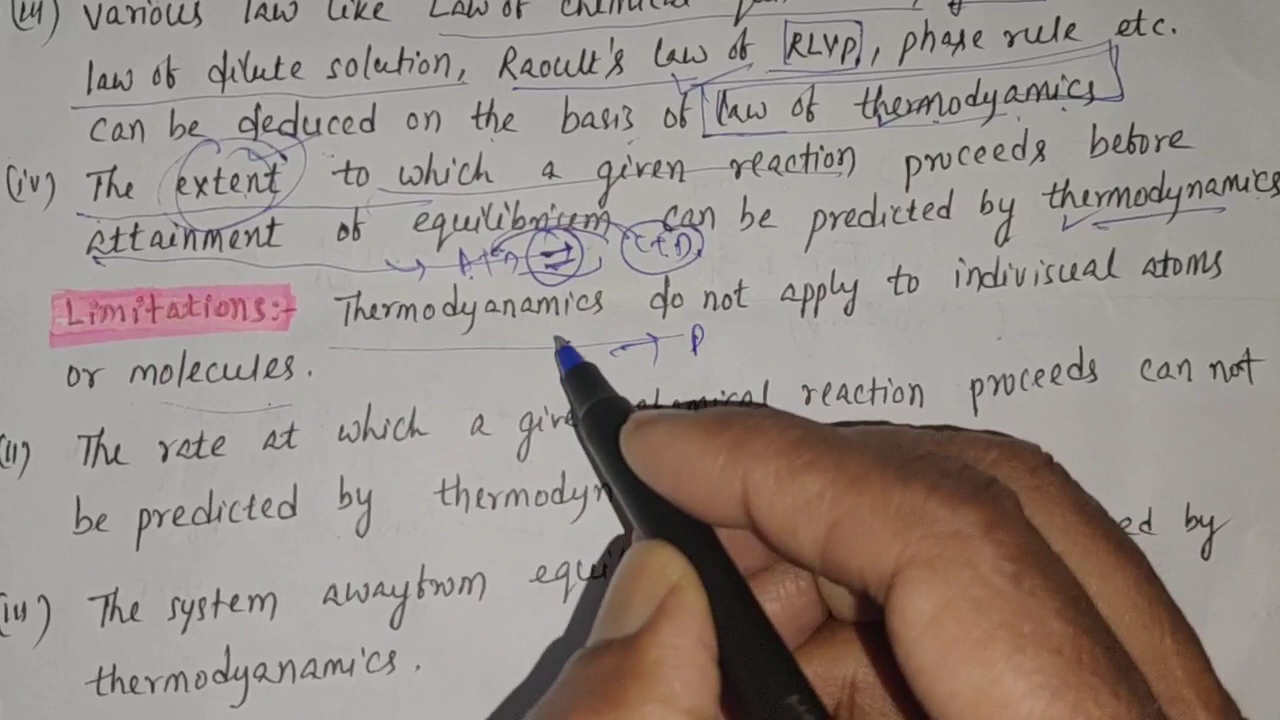 (iii) various law like Law of chemical
law of dilute solution, Raoult's law of RLVP, phase rule etc.
can be deduced on the basis of law of thermodyamics
(iv) The extent to which a given reaction proceeds before
attainment of equilibrium can be predicted by thermodynamics
⇌ C+D
Limitations:- Thermodyanamics do not apply to indivisual atoms
P
or molecules.
(ii) The rate at which a given chemical reaction proceeds can not
be predicted by thermodyn
ed by
(iii) The system away from equi
thermodyanamics.